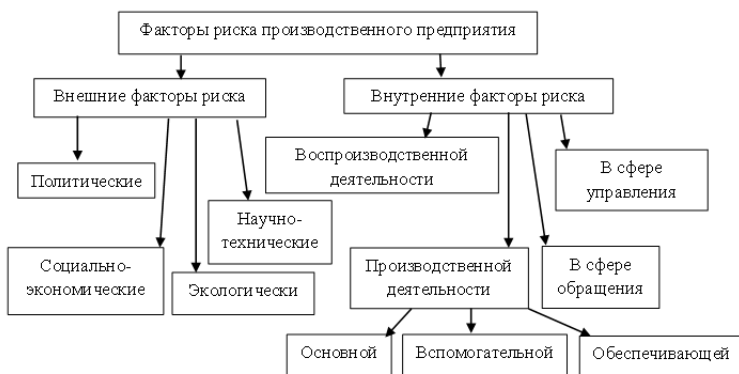 Факторы риска производственного предприятия
Внешние факторы риска
Внутренние факторы риска
Воспроизводственной
деятельности
В сфере
управления
Политические
Научно-
технические
Социально-
экономические
Экологически
Производственной
деятельности
В сфере
обращения
Основной
Вспомогательной
Обеспечивающей